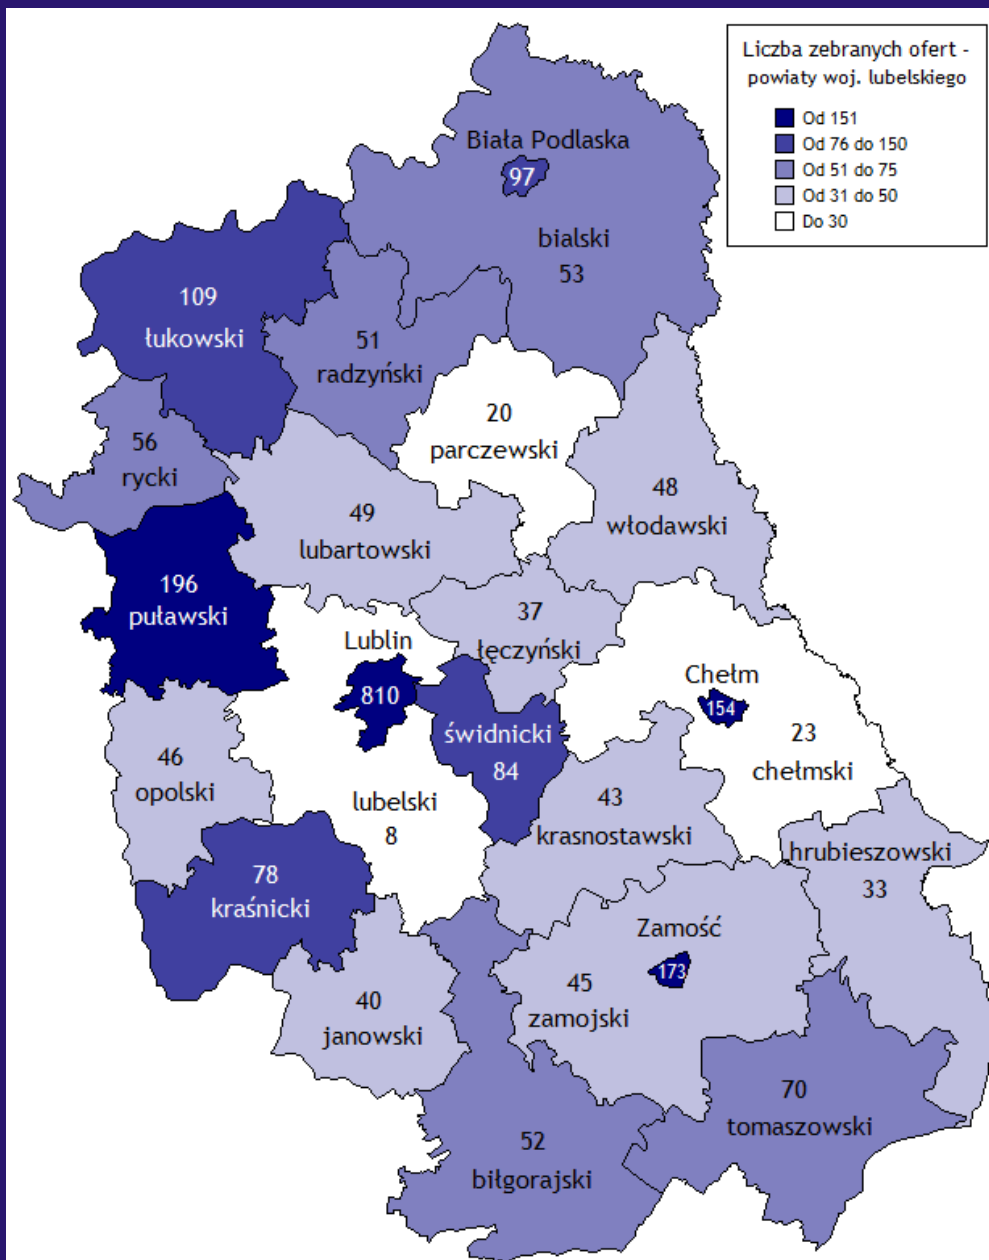 Liczba zebranych ofert -
powiaty woj. lubelskiego
Od 151
Od 76 do 150
Od 51 do 75
Od 31 do 50
Do 30
Biała Podlaska
97
bialski
53
109
łukowski
51
radzyński
20
parczewski
56
rycki
48
włodawski
49
lubartowski
196
puławski
37
łęczyński
Lublin
810
Chełm
154
świdnicki
84
23
chełmski
46
opolski
lubelski
8
43
krasnostawski
hrubieszowski
33
78
kraśnicki
Zamość
173
45
zamojski
40
janowski
70
tomaszowski
52
biłgorajski